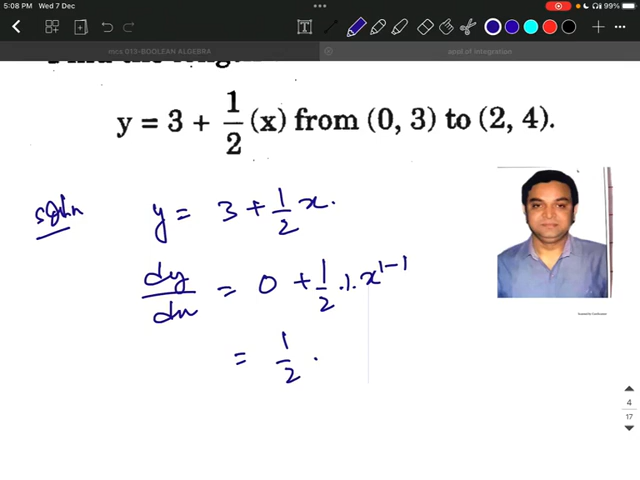 5:08 PM Wed 7 Dec
99%
mcs 013-BOOLEAN ALGEBRA
appl of integration
y = 3 + 1/2 (x) from (0, 3) to (2, 4).
Soln y = 3 + 1/2 x.
dy/dx = 0 + 1/2 .1. x^1-1
= 1/2 .
4
17